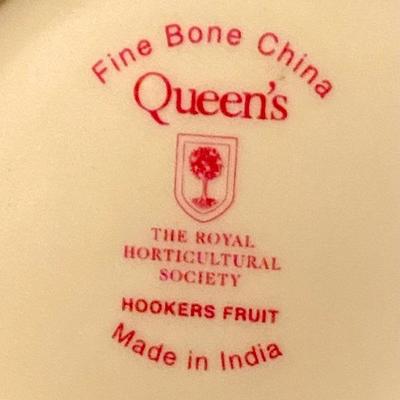 Fine Bone China
Queen's
THE ROYAL
HORTICULTURAL
SOCIETY
HOOKERS FRUIT
Made in India